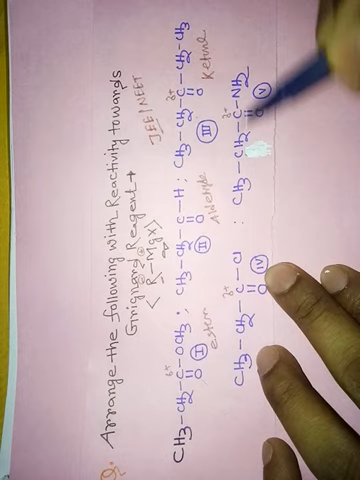 Q. Arrange the following with Reactivity towards
Grignard Reagent →
< R-MgX >
JEE/NEET
CH3-CH2-C-OCH3 ; CH3-CH2-C-H ; CH3-CH2-C-CH2-CH3
O O O
I II III
ester Aldehyde Ketone
CH3-CH2-C-Cl ; CH3-CH2-C-NH2
O O
IV V